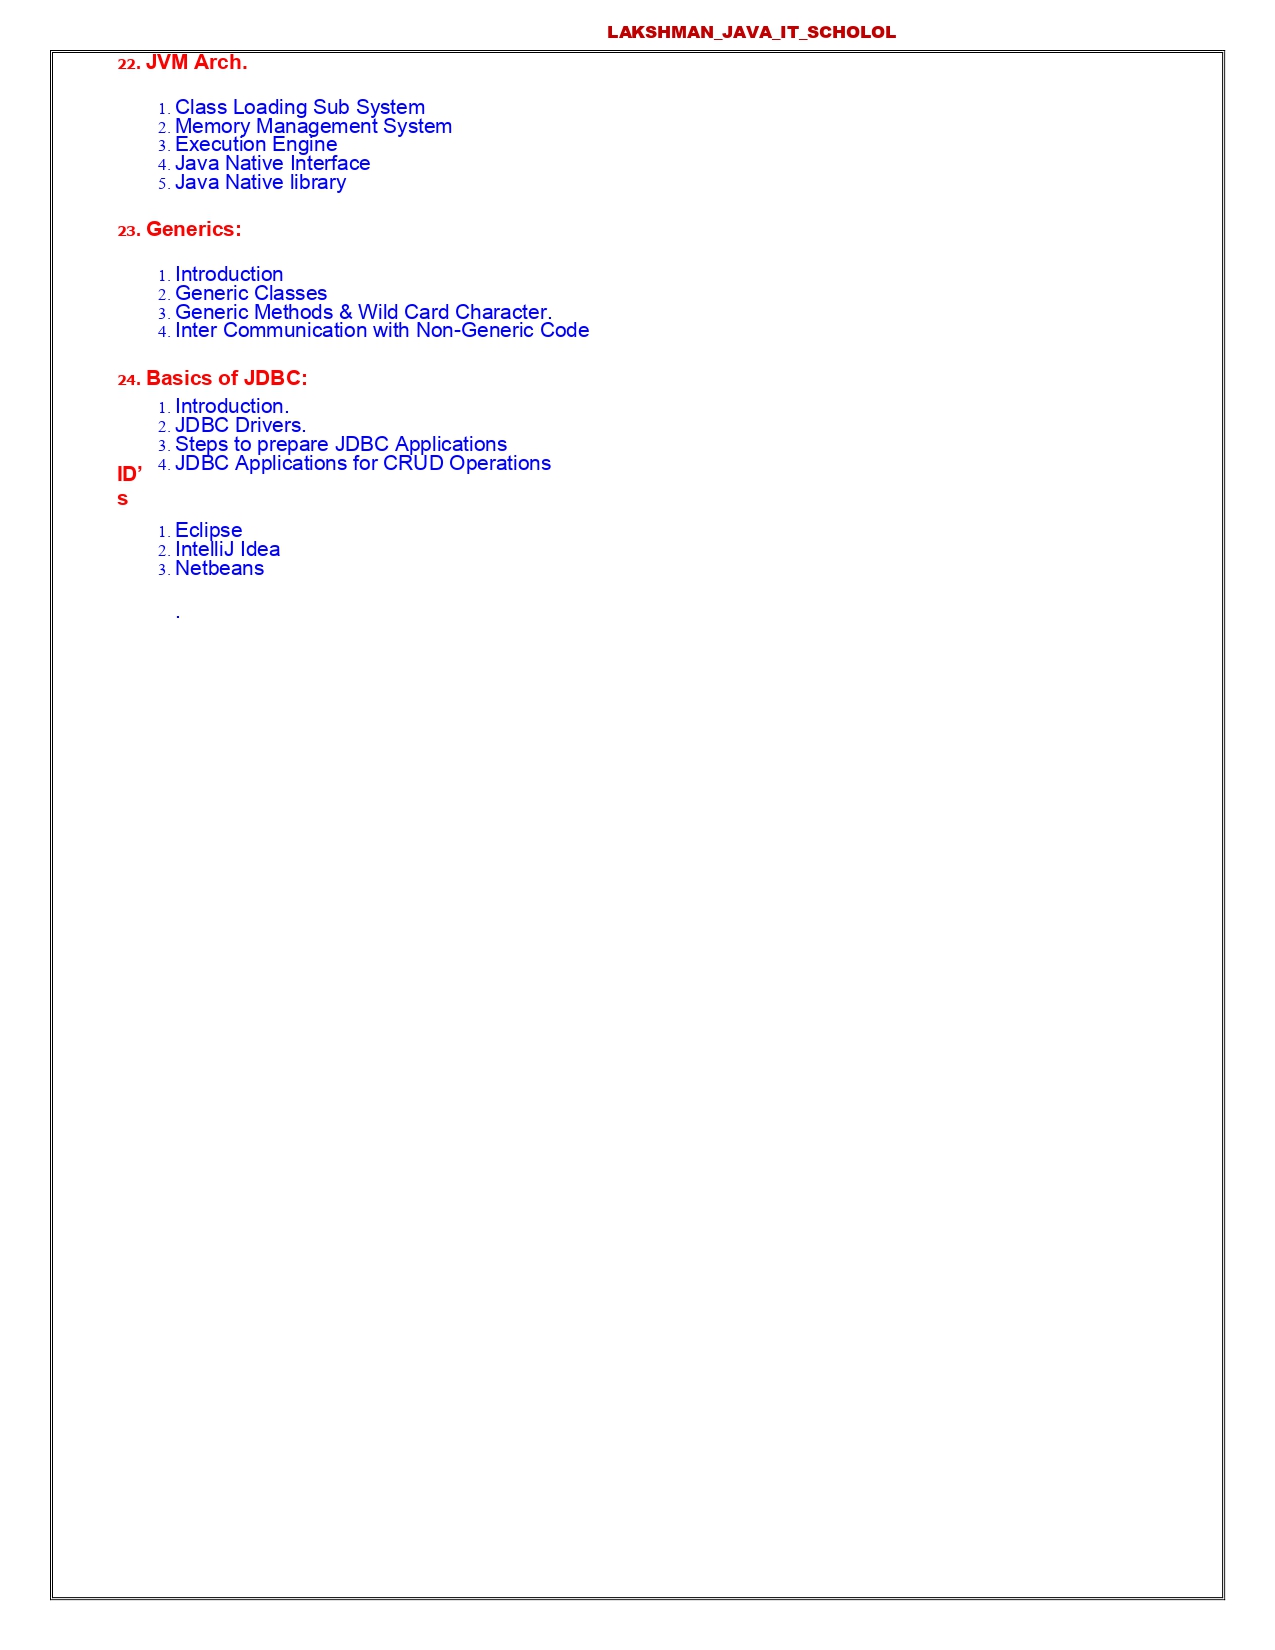 LAKSHMAN_JAVA_IT_SCHOLOL
22. JVM Arch.
1. Class Loading Sub System
2. Memory Management System
3. Execution Engine
4. Java Native Interface
5. Java Native library
23. Generics:
1. Introduction
2. Generic Classes
3. Generic Methods & Wild Card Character.
4. Inter Communication with Non-Generic Code
24. Basics of JDBC:
1. Introduction.
2. JDBC Drivers.
3. Steps to prepare JDBC Applications
4. JDBC Applications for CRUD Operations
ID’
s
1. Eclipse
2. IntelliJ Idea
3. Netbeans
.